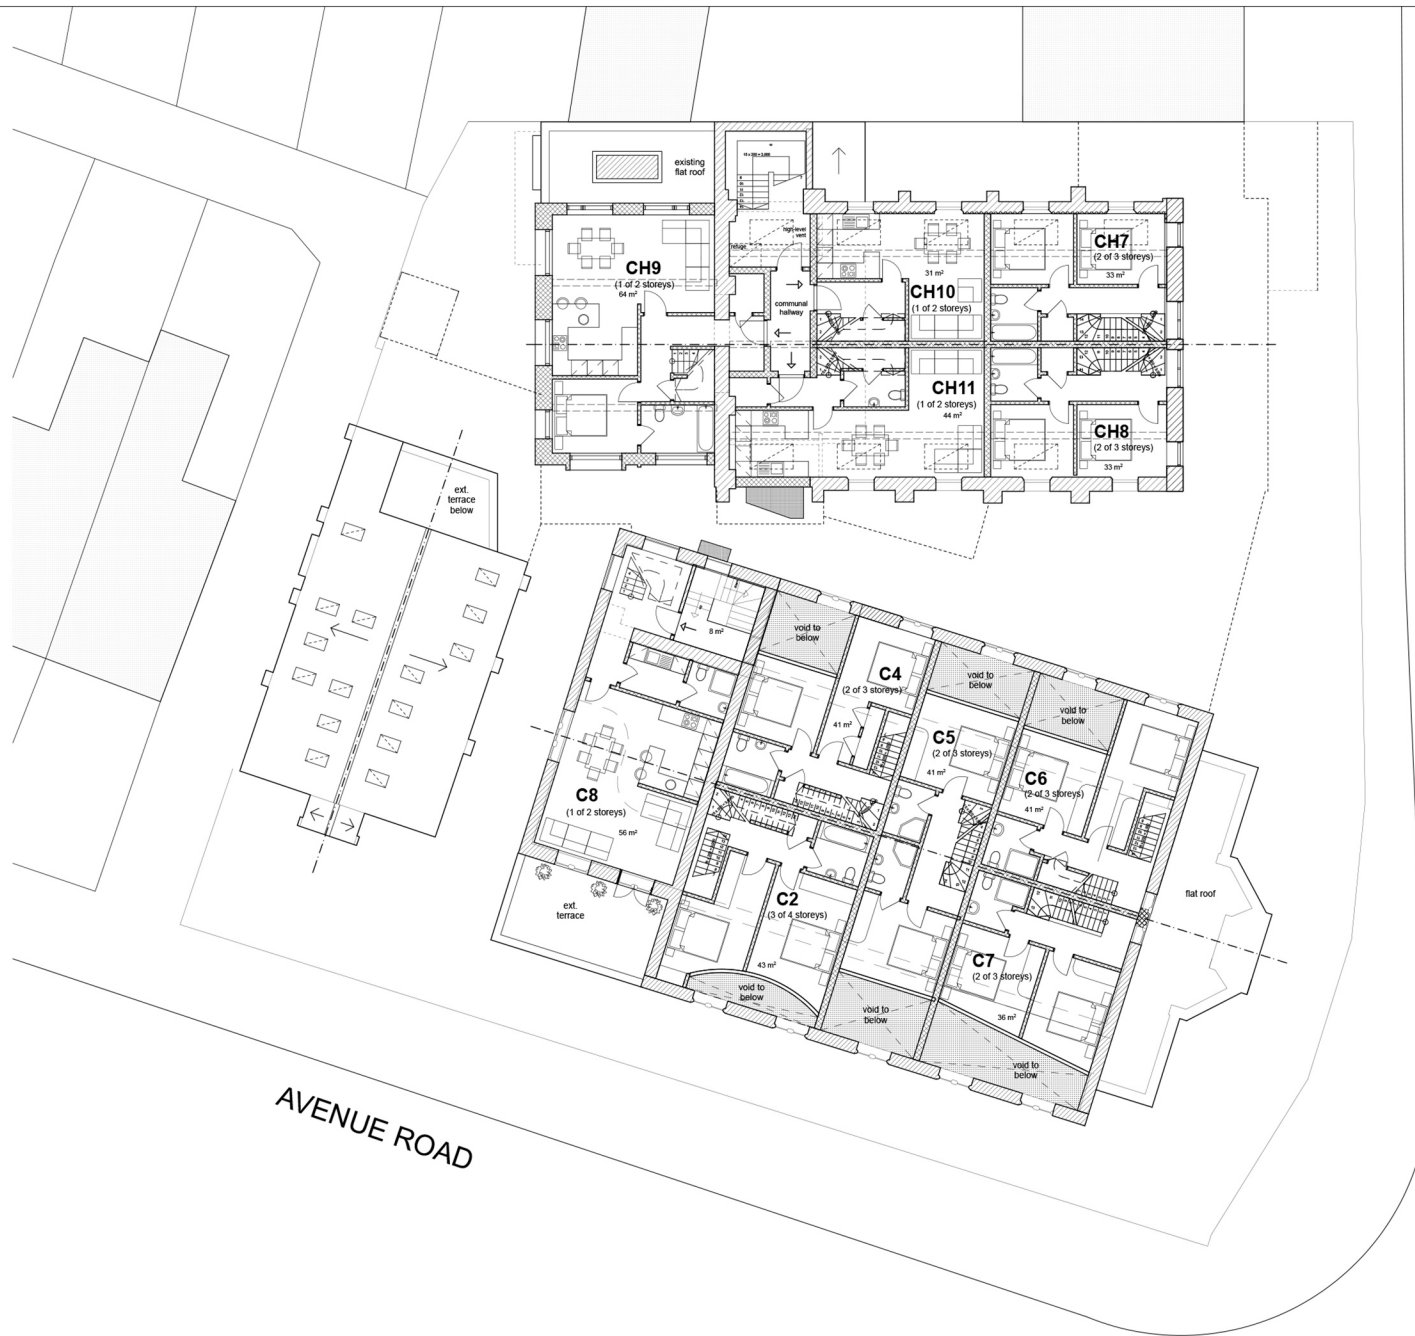 existing
flat roof
high-level
vent
refuge
CH9
(1 of 2 storeys)
64 m²
communal
hallway
31 m²
CH10
(1 of 2 storeys)
CH7
(2 of 3 storeys)
33 m²
CH11
(1 of 2 storeys)
44 m²
CH8
(2 of 3 storeys)
33 m²
ext.
terrace
below
8 m²
void to
below
C4
(2 of 3 storeys)
41 m²
void to
below
void to
below
C5
(2 of 3 storeys)
41 m²
C6
(2 of 3 storeys)
41 m²
C8
(1 of 2 storeys)
56 m²
ext.
terrace
C2
(3 of 4 storeys)
43 m²
flat roof
C7
(2 of 3 storeys)
36 m²
void to
below
void to
below
void to
below
AVENUE ROAD